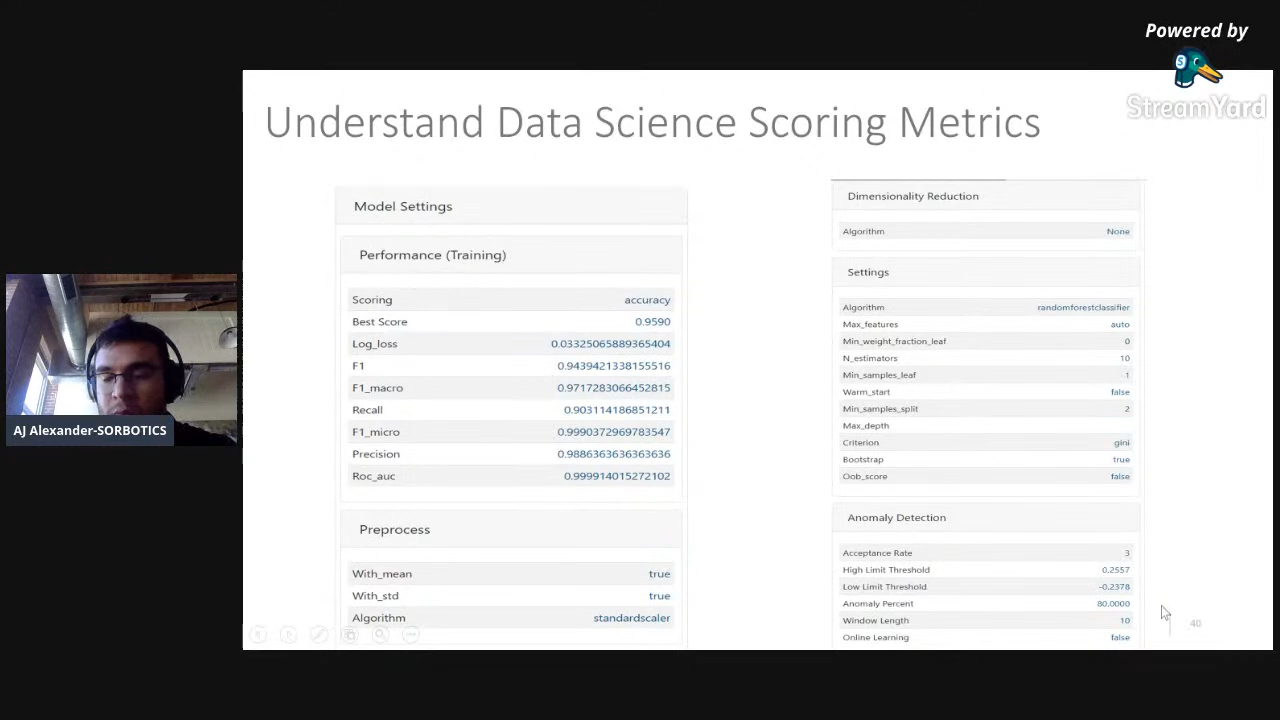 Powered by
StreamYard
Understand Data Science Scoring Metrics
Model Settings
Performance (Training)
Scoring accuracy
Best Score 0.9590
Log_loss 0.03325065889365404
F1 0.9439421338155516
F1_macro 0.9717283066452815
Recall 0.903114186851211
F1_micro 0.9990372969783547
Precision 0.9886363636363636
Roc_auc 0.999914015272102
Preprocess
With_mean true
With_std true
Algorithm standardscaler
Dimensionality Reduction
Algorithm None
Settings
Algorithm randomforestclassifier
Max_features auto
Min_weight_fraction_leaf 0
N_estimators 10
Min_samples_leaf 1
Warm_start false
Min_samples_split 2
Max_depth
Criterion gini
Bootstrap true
Oob_score false
Anomaly Detection
Acceptance Rate 3
High Limit Threshold 0.2557
Low Limit Threshold -0.2378
Anomaly Percent 80.0000
Window Length 10
Online Learning false
40
AJ Alexander-SORBOTICS